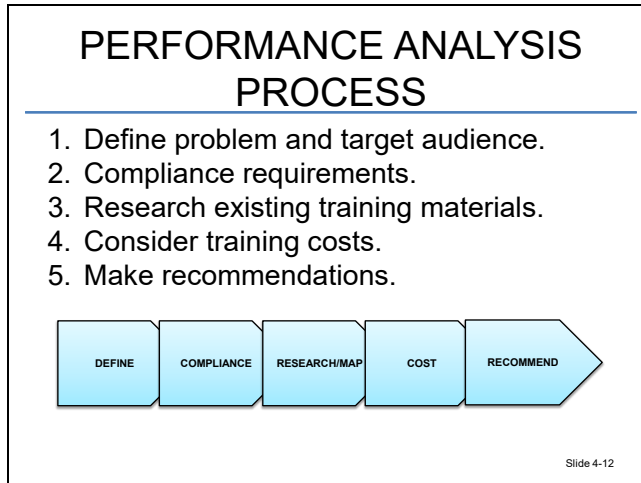 PERFORMANCE ANALYSIS
PROCESS
1. Define problem and target audience.
2. Compliance requirements.
3. Research existing training materials.
4. Consider training costs.
5. Make recommendations.
DEFINE
COMPLIANCE
RESEARCH/MAP
COST
RECOMMEND
Slide 4-12